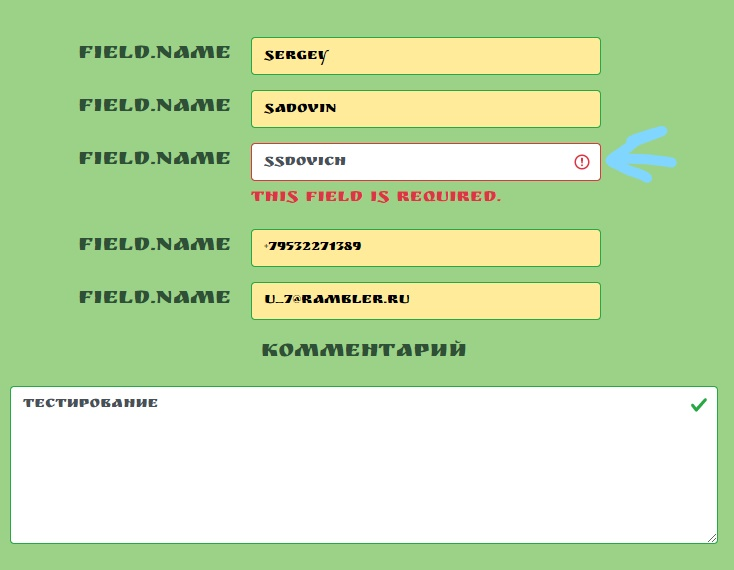 FIELD.NAME SERGEY
FIELD.NAME SADOVIN
FIELD.NAME SSDOVICH
THIS FIELD IS REQUIRED.
FIELD.NAME +79532271389
FIELD.NAME U_7@RAMBLER.RU
КОММЕНТАРИЙ
ТЕСТИРОВАНИЕ